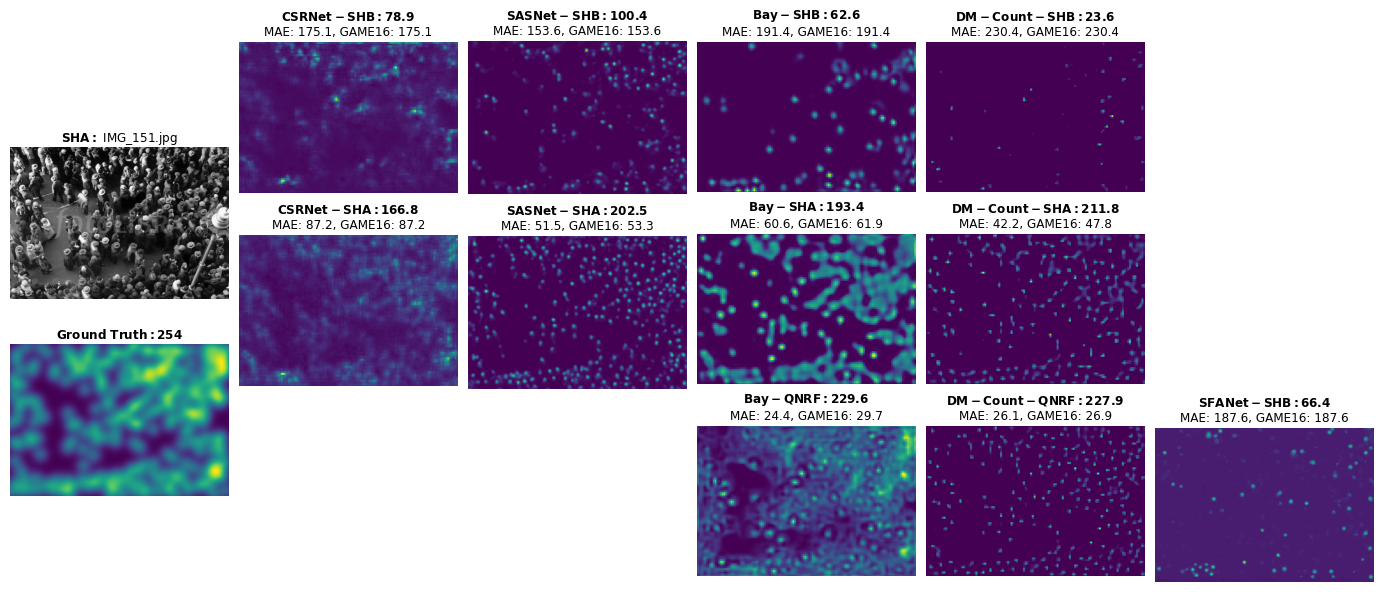 CSRNet-SHB: 78.9
MAE: 175.1, GAME16: 175.1
SASNet-SHB: 100.4
MAE: 153.6, GAME16: 153.6
Bay-SHB: 62.6
MAE: 191.4, GAME16: 191.4
DM-Count-SHB: 23.6
MAE: 230.4, GAME16: 230.4
SHA: IMG_151.jpg
CSRNet-SHA: 166.8
MAE: 87.2, GAME16: 87.2
SASNet-SHA: 202.5
MAE: 51.5, GAME16: 53.3
Bay-SHA: 193.4
MAE: 60.6, GAME16: 61.9
DM-Count-SHA: 211.8
MAE: 42.2, GAME16: 47.8
Ground Truth: 254
Bay-QNRF: 229.6
MAE: 24.4, GAME16: 29.7
DM-Count-QNRF: 227.9
MAE: 26.1, GAME16: 26.9
SFANet-SHB: 66.4
MAE: 187.6, GAME16: 187.6